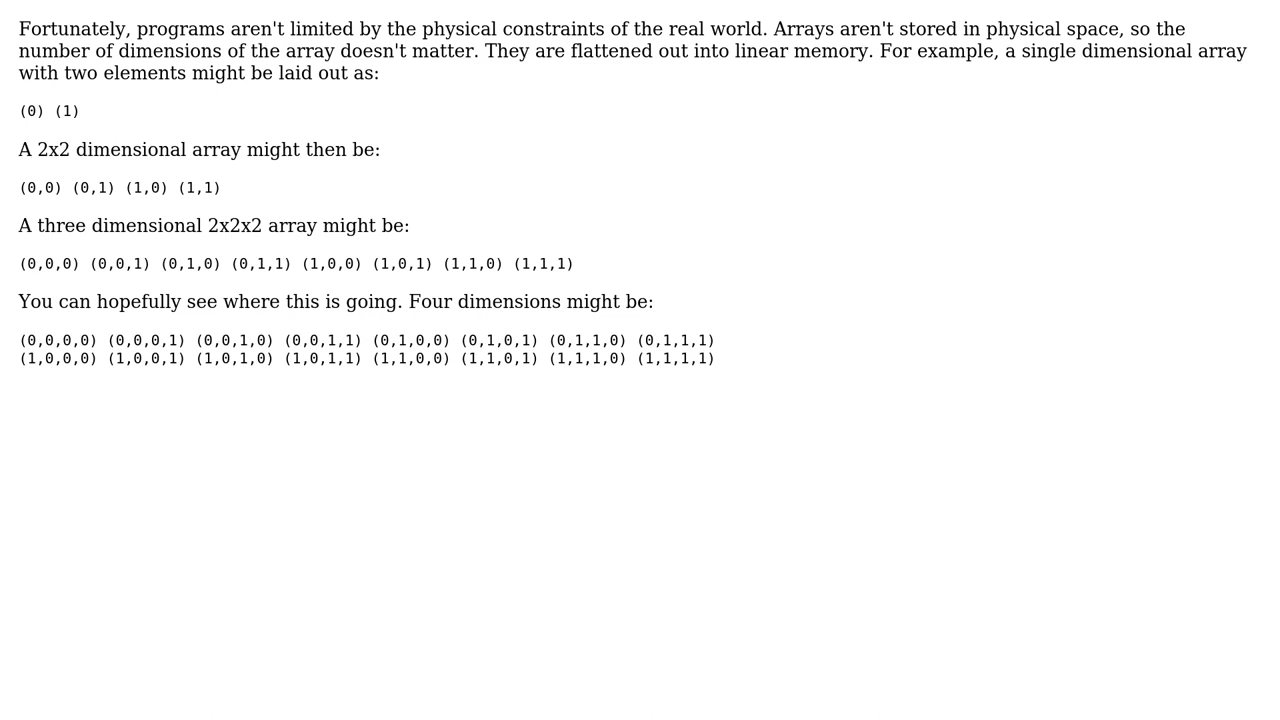 Fortunately, programs aren't limited by the physical constraints of the real world. Arrays aren't stored in physical space, so the
number of dimensions of the array doesn't matter. They are flattened out into linear memory. For example, a single dimensional array
with two elements might be laid out as:
(0) (1)
A 2x2 dimensional array might then be:
(0,0) (0,1) (1,0) (1,1)
A three dimensional 2x2x2 array might be:
(0,0,0) (0,0,1) (0,1,0) (0,1,1) (1,0,0) (1,0,1) (1,1,0) (1,1,1)
You can hopefully see where this is going. Four dimensions might be:
(0,0,0,0) (0,0,0,1) (0,0,1,0) (0,0,1,1) (0,1,0,0) (0,1,0,1) (0,1,1,0) (0,1,1,1)
(1,0,0,0) (1,0,0,1) (1,0,1,0) (1,0,1,1) (1,1,0,0) (1,1,0,1) (1,1,1,0) (1,1,1,1)